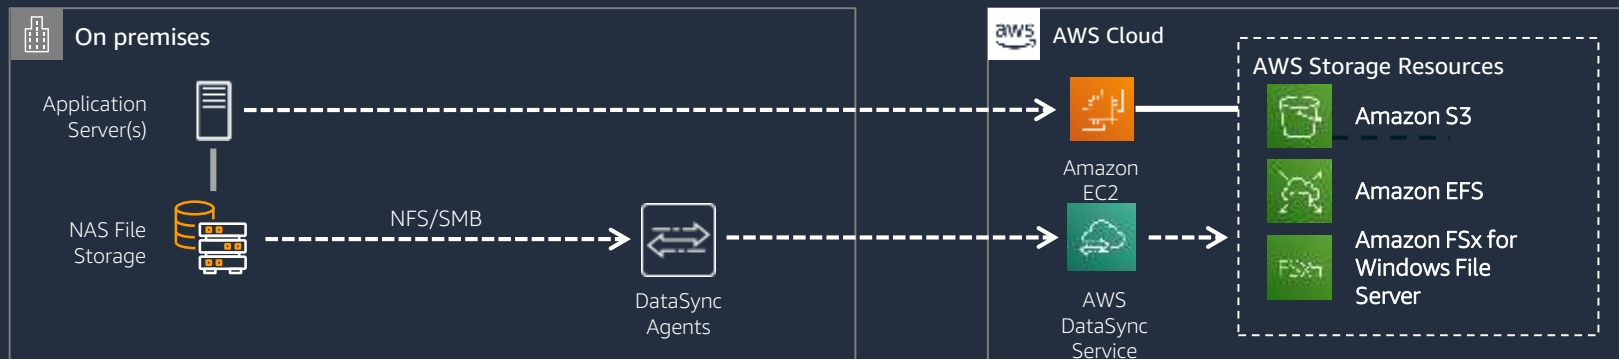 On premises
Application
Server(s)
NAS File
Storage
NFS/SMB
DataSync
Agents
aws
AWS Cloud
Amazon
EC2
AWS
DataSync
Service
AWS Storage Resources
Amazon S3
Amazon EFS
FSx
Amazon FSx for
Windows File
Server